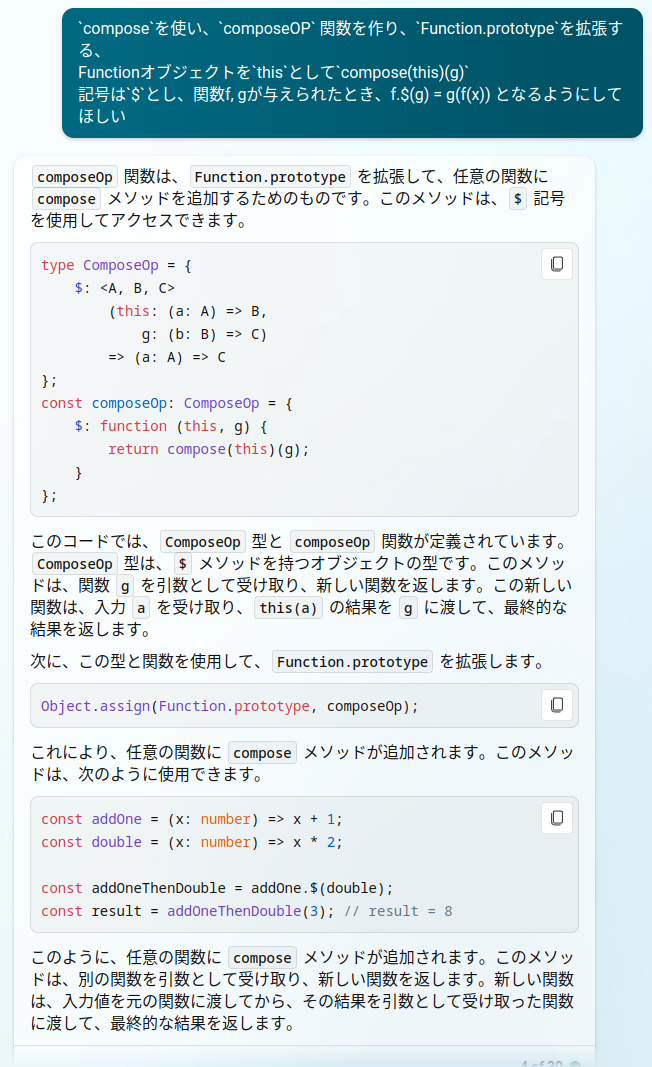 `compose`を使い、`composeOP` 関数を作り、`Function.prototype`を拡張す
る、
Functionオブジェクトを`this`として`compose(this)(g)`
記号は`$`とし、関数f, gが与えられたとき、f.$(g) = g(f(x)) となるようにして
ほしい
composeOp 関数は、 Function.prototype を拡張して、任意の関数に
compose メソッドを追加するためのものです。このメソッドは、 $ 記号
を使用してアクセスできます。
type ComposeOp = {
    $: <A, B, C>
        (this: (a: A) => B,
            g: (b: B) => C)
        => (a: A) => C
};
const composeOp: ComposeOp = {
    $: function (this, g) {
        return compose(this)(g);
    }
};
このコードでは、 ComposeOp 型と composeOp 関数が定義されています。
ComposeOp 型は、 $ メソッドを持つオブジェクトの型です。このメソッ
ドは、関数 g を引数として受け取り、新しい関数を返します。この新しい
関数は、入力 a を受け取り、 this(a) の結果を g に渡して、最終的な
結果を返します。
次に、この型と関数を使用して、 Function.prototype を拡張します。
Object.assign(Function.prototype, composeOp);
これにより、任意の関数に compose メソッドが追加されます。このメソッ
ドは、次のように使用できます。
const addOne = (x: number) => x + 1;
const double = (x: number) => x * 2;
const addOneThenDouble = addOne.$(double);
const result = addOneThenDouble(3); // result = 8
このように、任意の関数に compose メソッドが追加されます。このメソッ
ドは、別の関数を引数として受け取り、新しい関数を返します。新しい関数
は、入力値を元の関数に渡してから、その結果を引数として受け取った関数
に渡して、最終的な結果を返します。